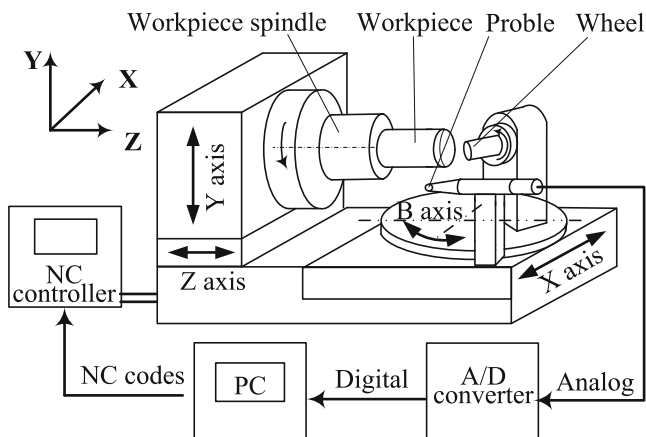 Workpiece spindle
Workpiece
Proble
Wheel
Y
X
Z
Y axis
B axis
Z axis
X axis
NC
controller
NC codes
PC
Digital
A/D
converter
Analog